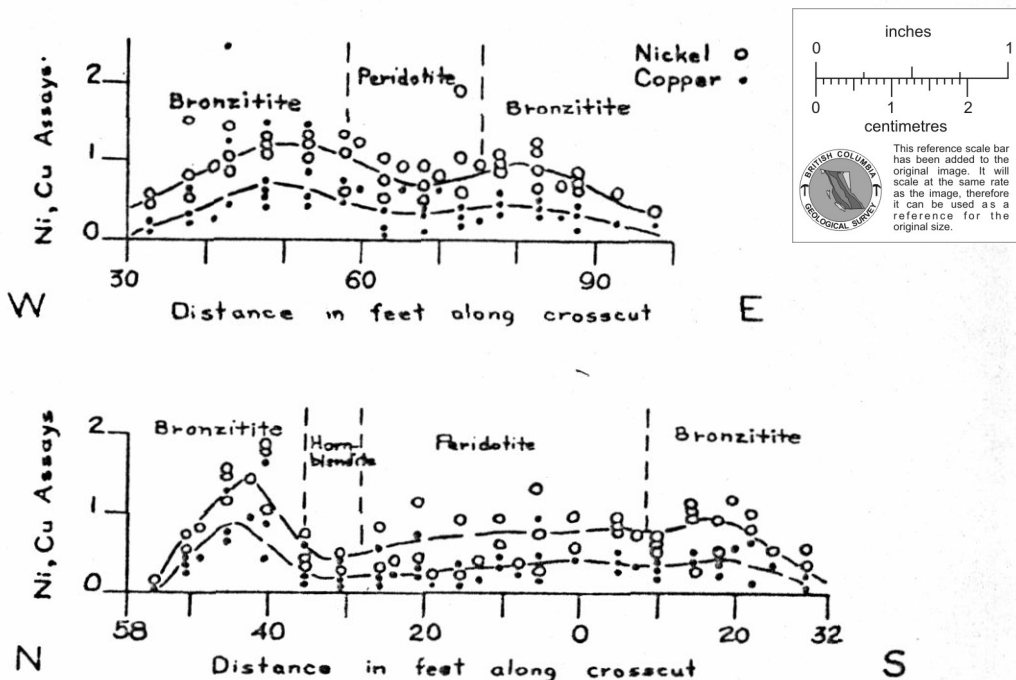 Nickel o
Copper •
Ni, Cu Assays.
2
1
0
Bronzitite
Peridotite
Bronzitite
30
60
90
W
Distance in feet along crosscut
E
inches
0
1
0
1
2
centimetres
BRITISH COLUMBIA
GEOLOGICAL SURVEY
This reference scale bar
has been added to the
original image. It will
scale at the same rate
as the image, therefore
it can be used as a
reference for the
original size.
Ni, Cu Assays
2
1
0
Bronzitite
Horn-
blendite
Peridotite
Bronzitite
58
40
20
0
20
32
N
Distance in feet along crosscut
S